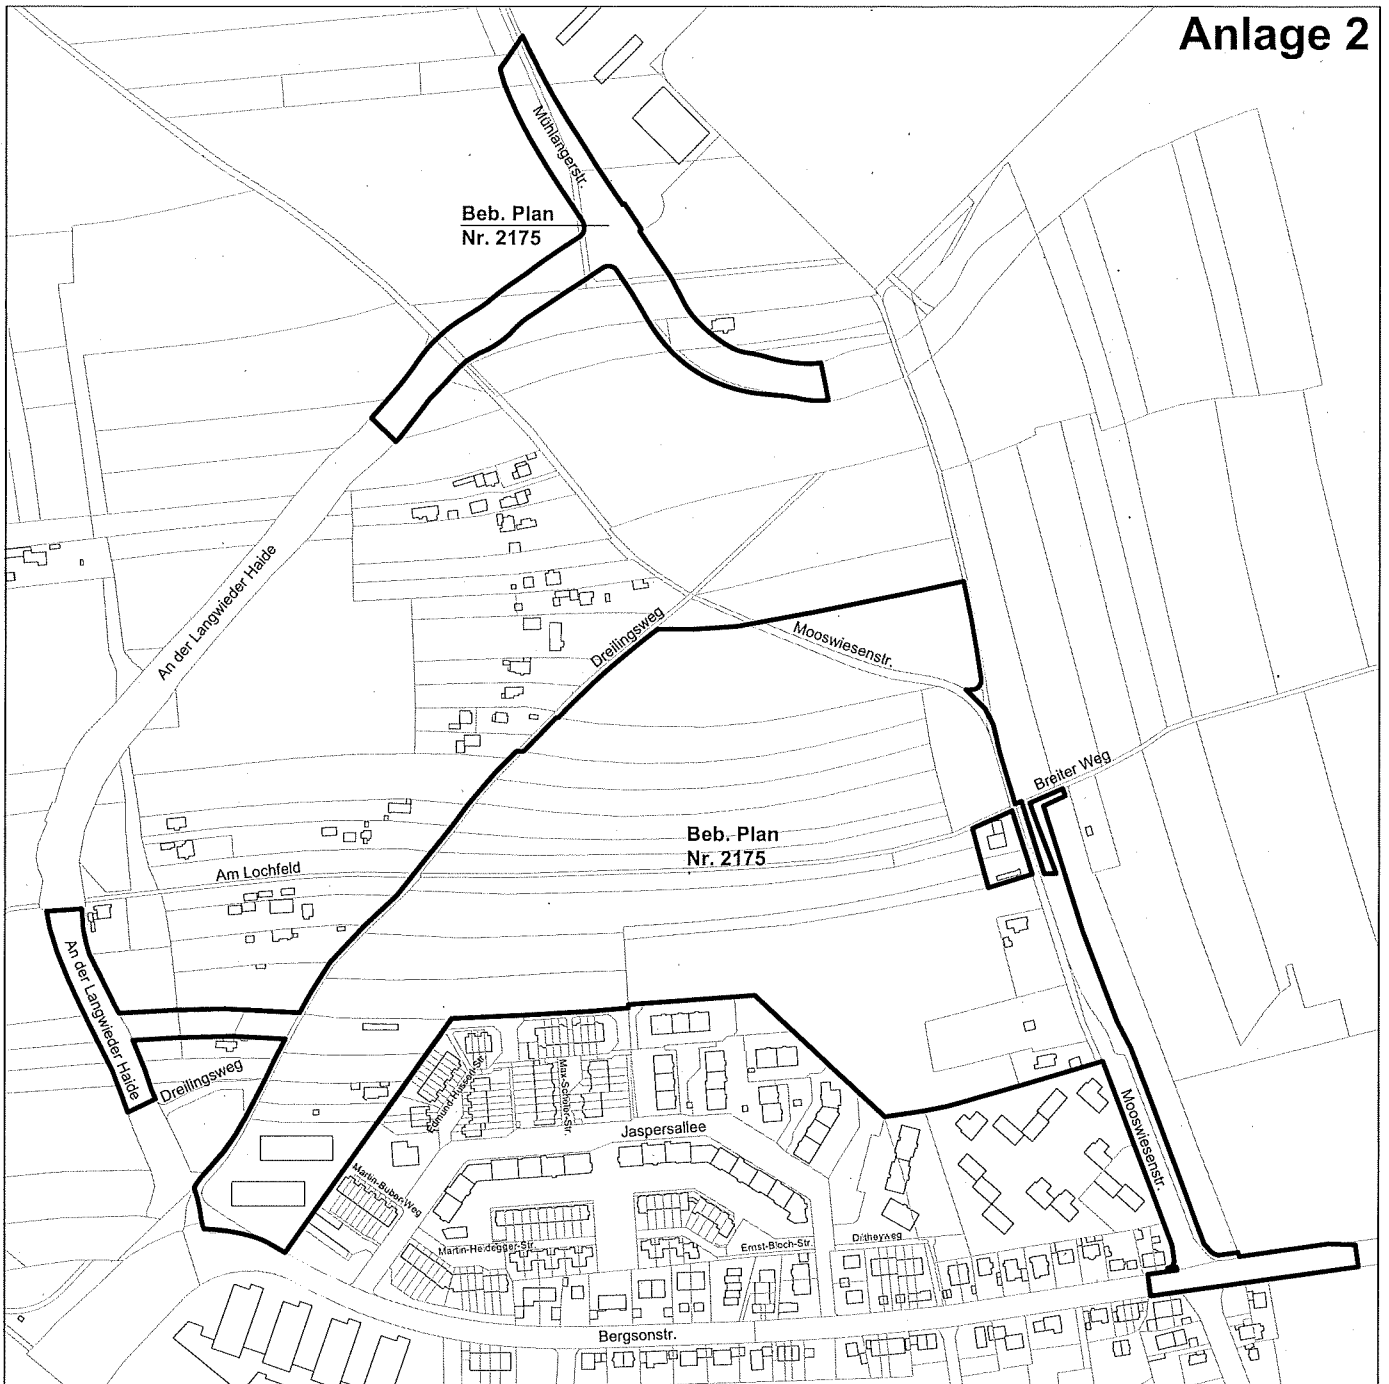 Anlage 2
Mühlangerstr.
Beb. Plan
Nr. 2175
An der Langwieder Haide
Dreilingsweg
Mooswiesenstr.
Breiter Weg
Beb. Plan
Nr. 2175
Am Lochfeld
An der Langwieder Haide
Dreilingsweg
Edmund-Husserl-Str.
Max-Scheler-Str.
Jaspersallee
Mooswiesenstr.
Martin-Buber-Weg
Martin-Heidegger-Str.
Ernst-Bloch-Str.
Diltheyweg
Bergsonstr.